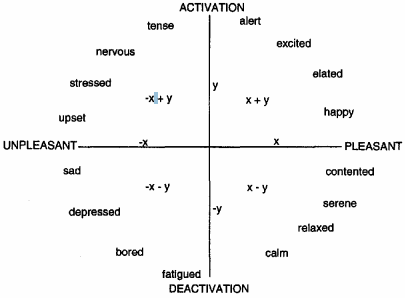 ACTIVATION
tense alert
nervous excited
stressed elated
y
-x + y x + y
upset happy
UNPLEASANT -x x PLEASANT
sad contented
-x - y x - y
depressed -y serene
relaxed
bored calm
fatigued
DEACTIVATION